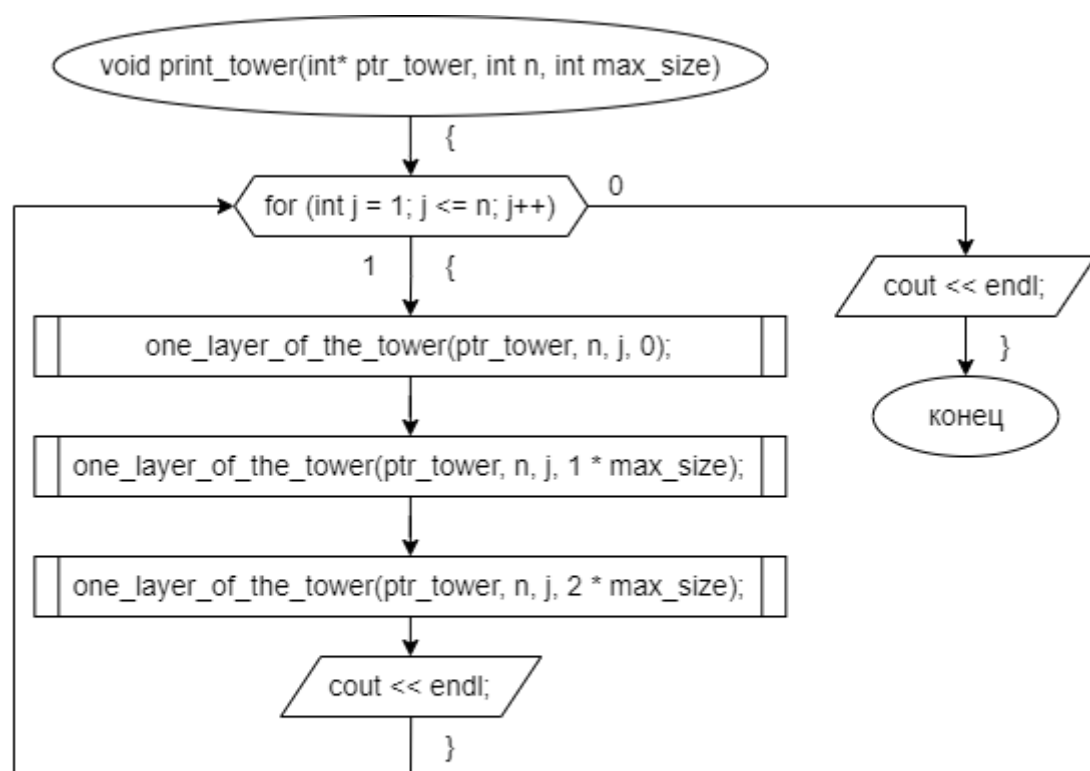 void print_tower(int* ptr_tower, int n, int max_size)
{
for (int j = 1; j <= n; j++)
0
1
{
cout << endl;
one_layer_of_the_tower(ptr_tower, n, j, 0);
}
конец
one_layer_of_the_tower(ptr_tower, n, j, 1 * max_size);
one_layer_of_the_tower(ptr_tower, n, j, 2 * max_size);
cout << endl;
}